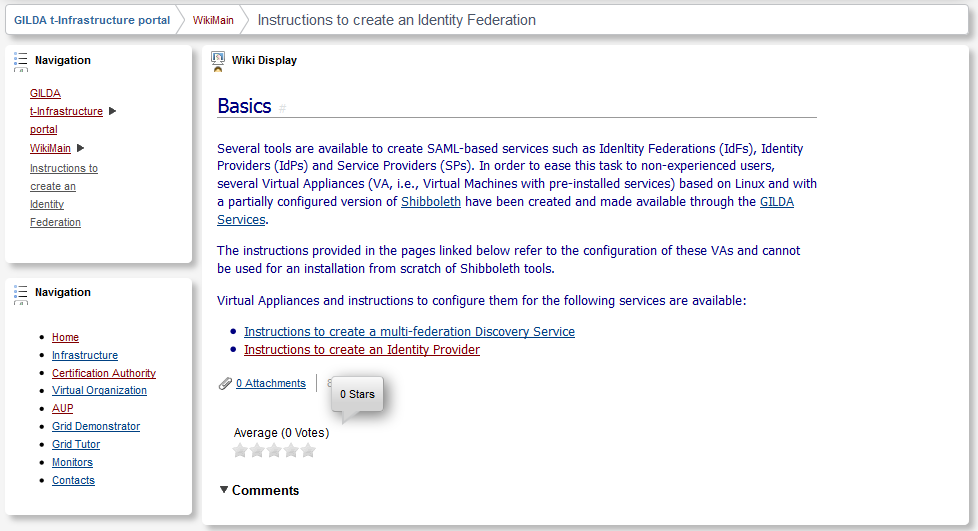 GILDA t-Infrastructure portal WikiMain Instructions to create an Identity Federation
Navigation
GILDA
t-Infrastructure
portal
WikiMain
Instructions to
create an
Identity
Federation
Navigation
Home
Infrastructure
Certification Authority
Virtual Organization
AUP
Grid Demonstrator
Grid Tutor
Monitors
Contacts
Wiki Display
Basics #
Several tools are available to create SAML-based services such as Idenltity Federations (IdFs), Identity
Providers (IdPs) and Service Providers (SPs). In order to ease this task to non-experienced users,
several Virtual Appliances (VA, i.e., Virtual Machines with pre-installed services) based on Linux and with
a partially configured version of Shibboleth have been created and made available through the GILDA
Services.
The instructions provided in the pages linked below refer to the configuration of these VAs and cannot
be used for an installation from scratch of Shibboleth tools.
Virtual Appliances and instructions to configure them for the following services are available:
Instructions to create a multi-federation Discovery Service
Instructions to create an Identity Provider
0 Attachments
0 Stars
Average (0 Votes)
Comments